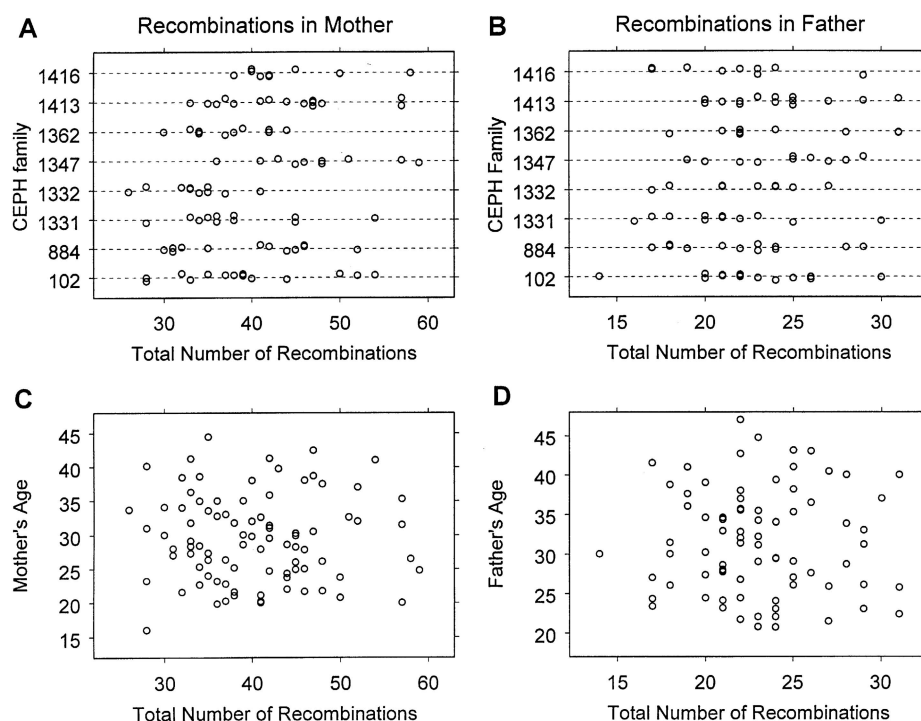 A
Recombinations in Mother
CEPH family
1416
1413
1362
1347
1332
1331
884
102
30 40 50 60
Total Number of Recombinations
B
Recombinations in Father
CEPH Family
1416
1413
1362
1347
1332
1331
884
102
15 20 25 30
Total Number of Recombinations
C
Mother's Age
45
40
35
30
25
20
15
30 40 50 60
Total Number of Recombinations
D
Father's Age
45
40
35
30
25
20
15 20 25 30
Total Number of Recombinations